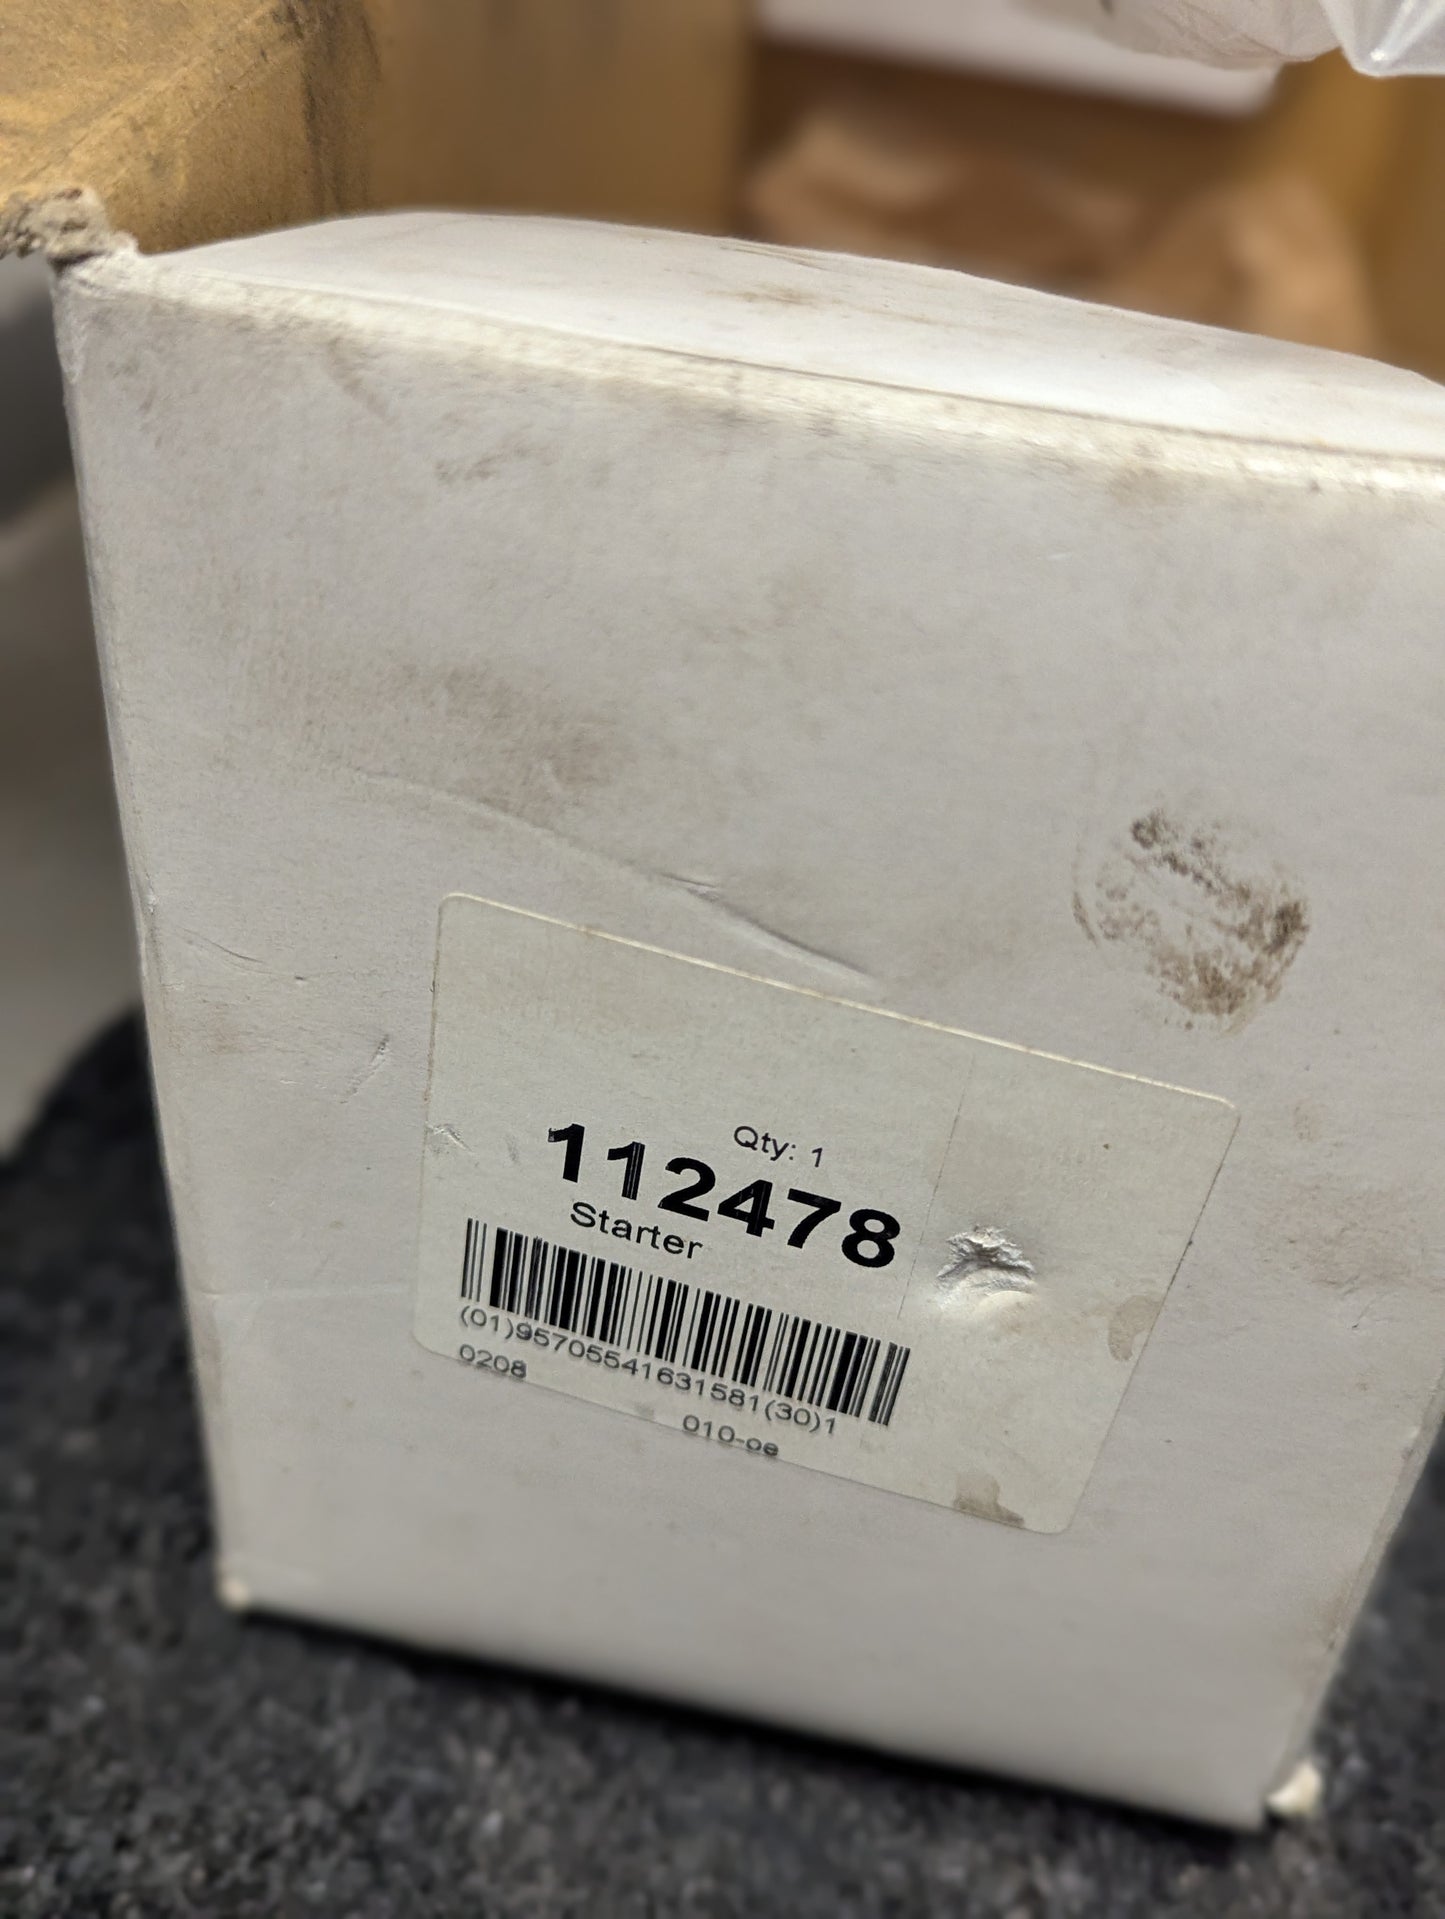 Qty: 1
112478
Starter
(01)95705541631581(30)1
0208
010-oe